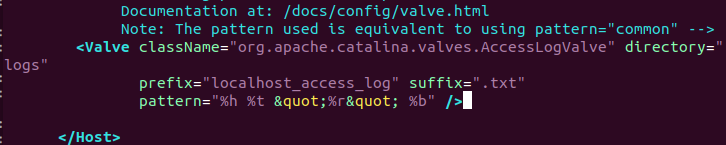 Documentation at: /docs/config/valve.html
Note: The pattern used is equivalent to using pattern="common" -->
<Valve className="org.apache.catalina.valves.AccessLogValve" directory="
logs"
prefix="localhost_access_log" suffix=".txt"
pattern="%h %t &quot;%r&quot; %b" />
</Host>